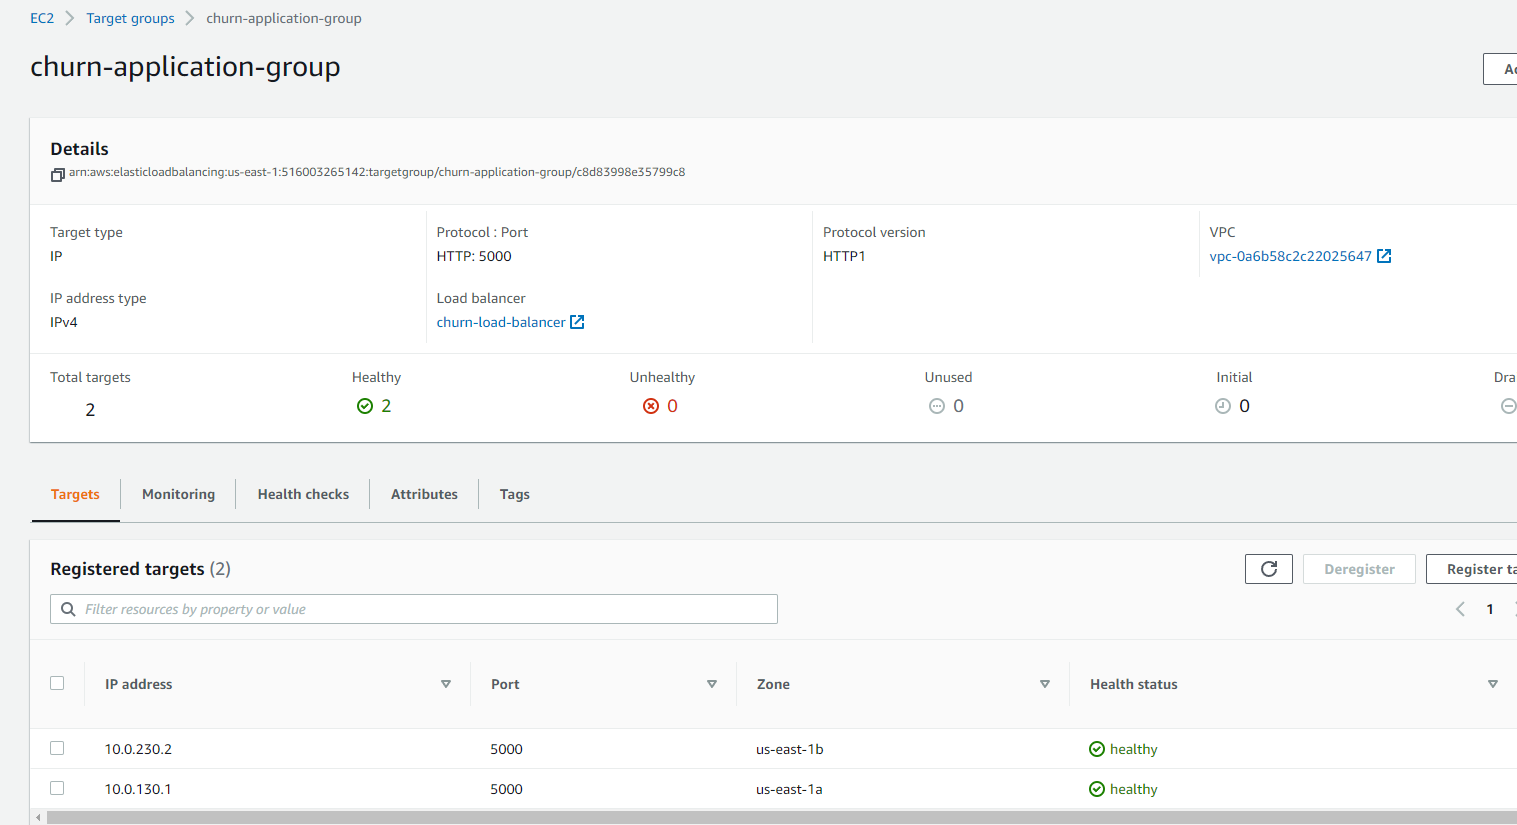 EC2 Target groups churn-application-group
churn-application-group
Ac
Details
arn:aws:elasticloadbalancing:us-east-1:516003265142:targetgroup/churn-application-group/c8d83998e35799c8
Target type Protocol : Port Protocol version VPC
IP HTTP: 5000 HTTP1 vpc-0a6b58c2c22025647
IP address type Load balancer
IPv4 churn-load-balancer
Total targets Healthy Unhealthy Unused Initial Dra
2 2 0 0 0
Targets Monitoring Health checks Attributes Tags
Registered targets (2) Deregister Register ta
Filter resources by property or value 1
IP address Port Zone Health status
10.0.230.2 5000 us-east-1b healthy
10.0.130.1 5000 us-east-1a healthy